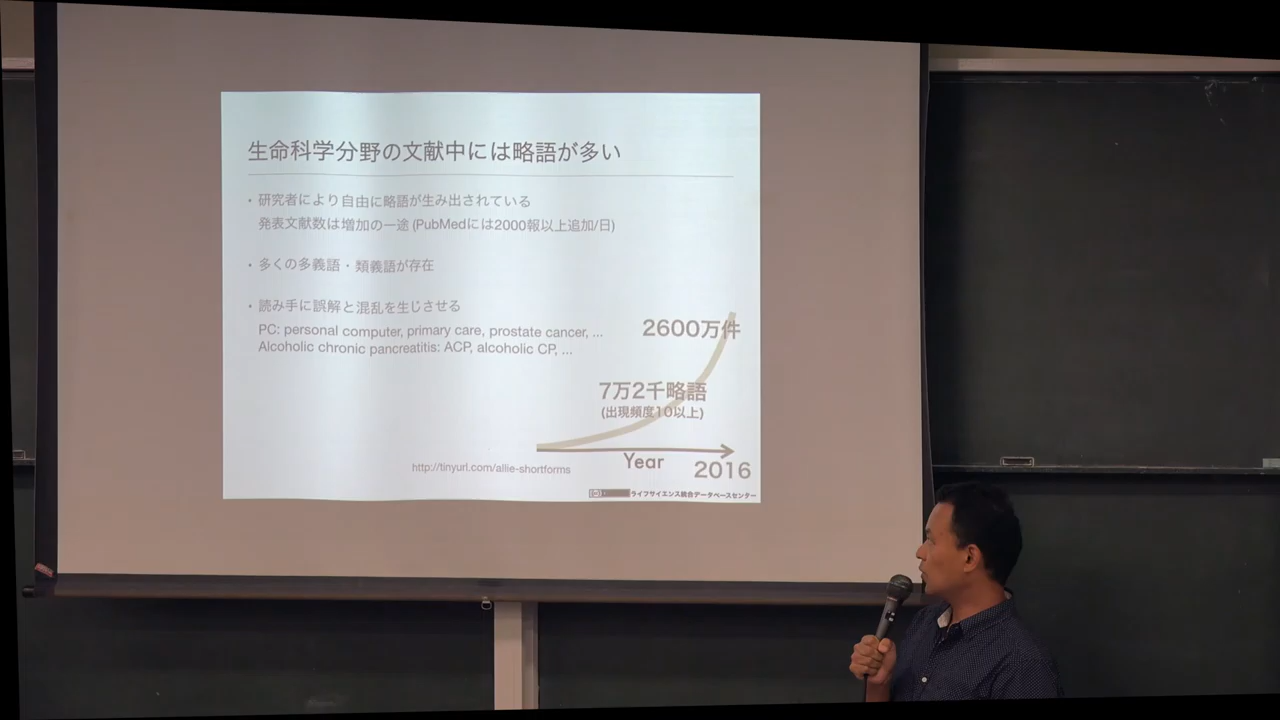 生命科学分野の文献中には略語が多い
• 研究者により自由に略語が生み出されている
発表文献数は増加の一途 (PubMedには2000報以上追加/日)
• 多くの多義語・類義語が存在
• 読み手に誤解と混乱を生じさせる
PC: personal computer, primary care, prostate cancer, ...
Alcoholic chronic pancreatitis: ACP, alcoholic CP, ...
2600万件
7万2千略語
(出現頻度10以上)
Year
2016
http://tinyurl.com/allie-shortforms
ライフサイエンス統合データベースセンター